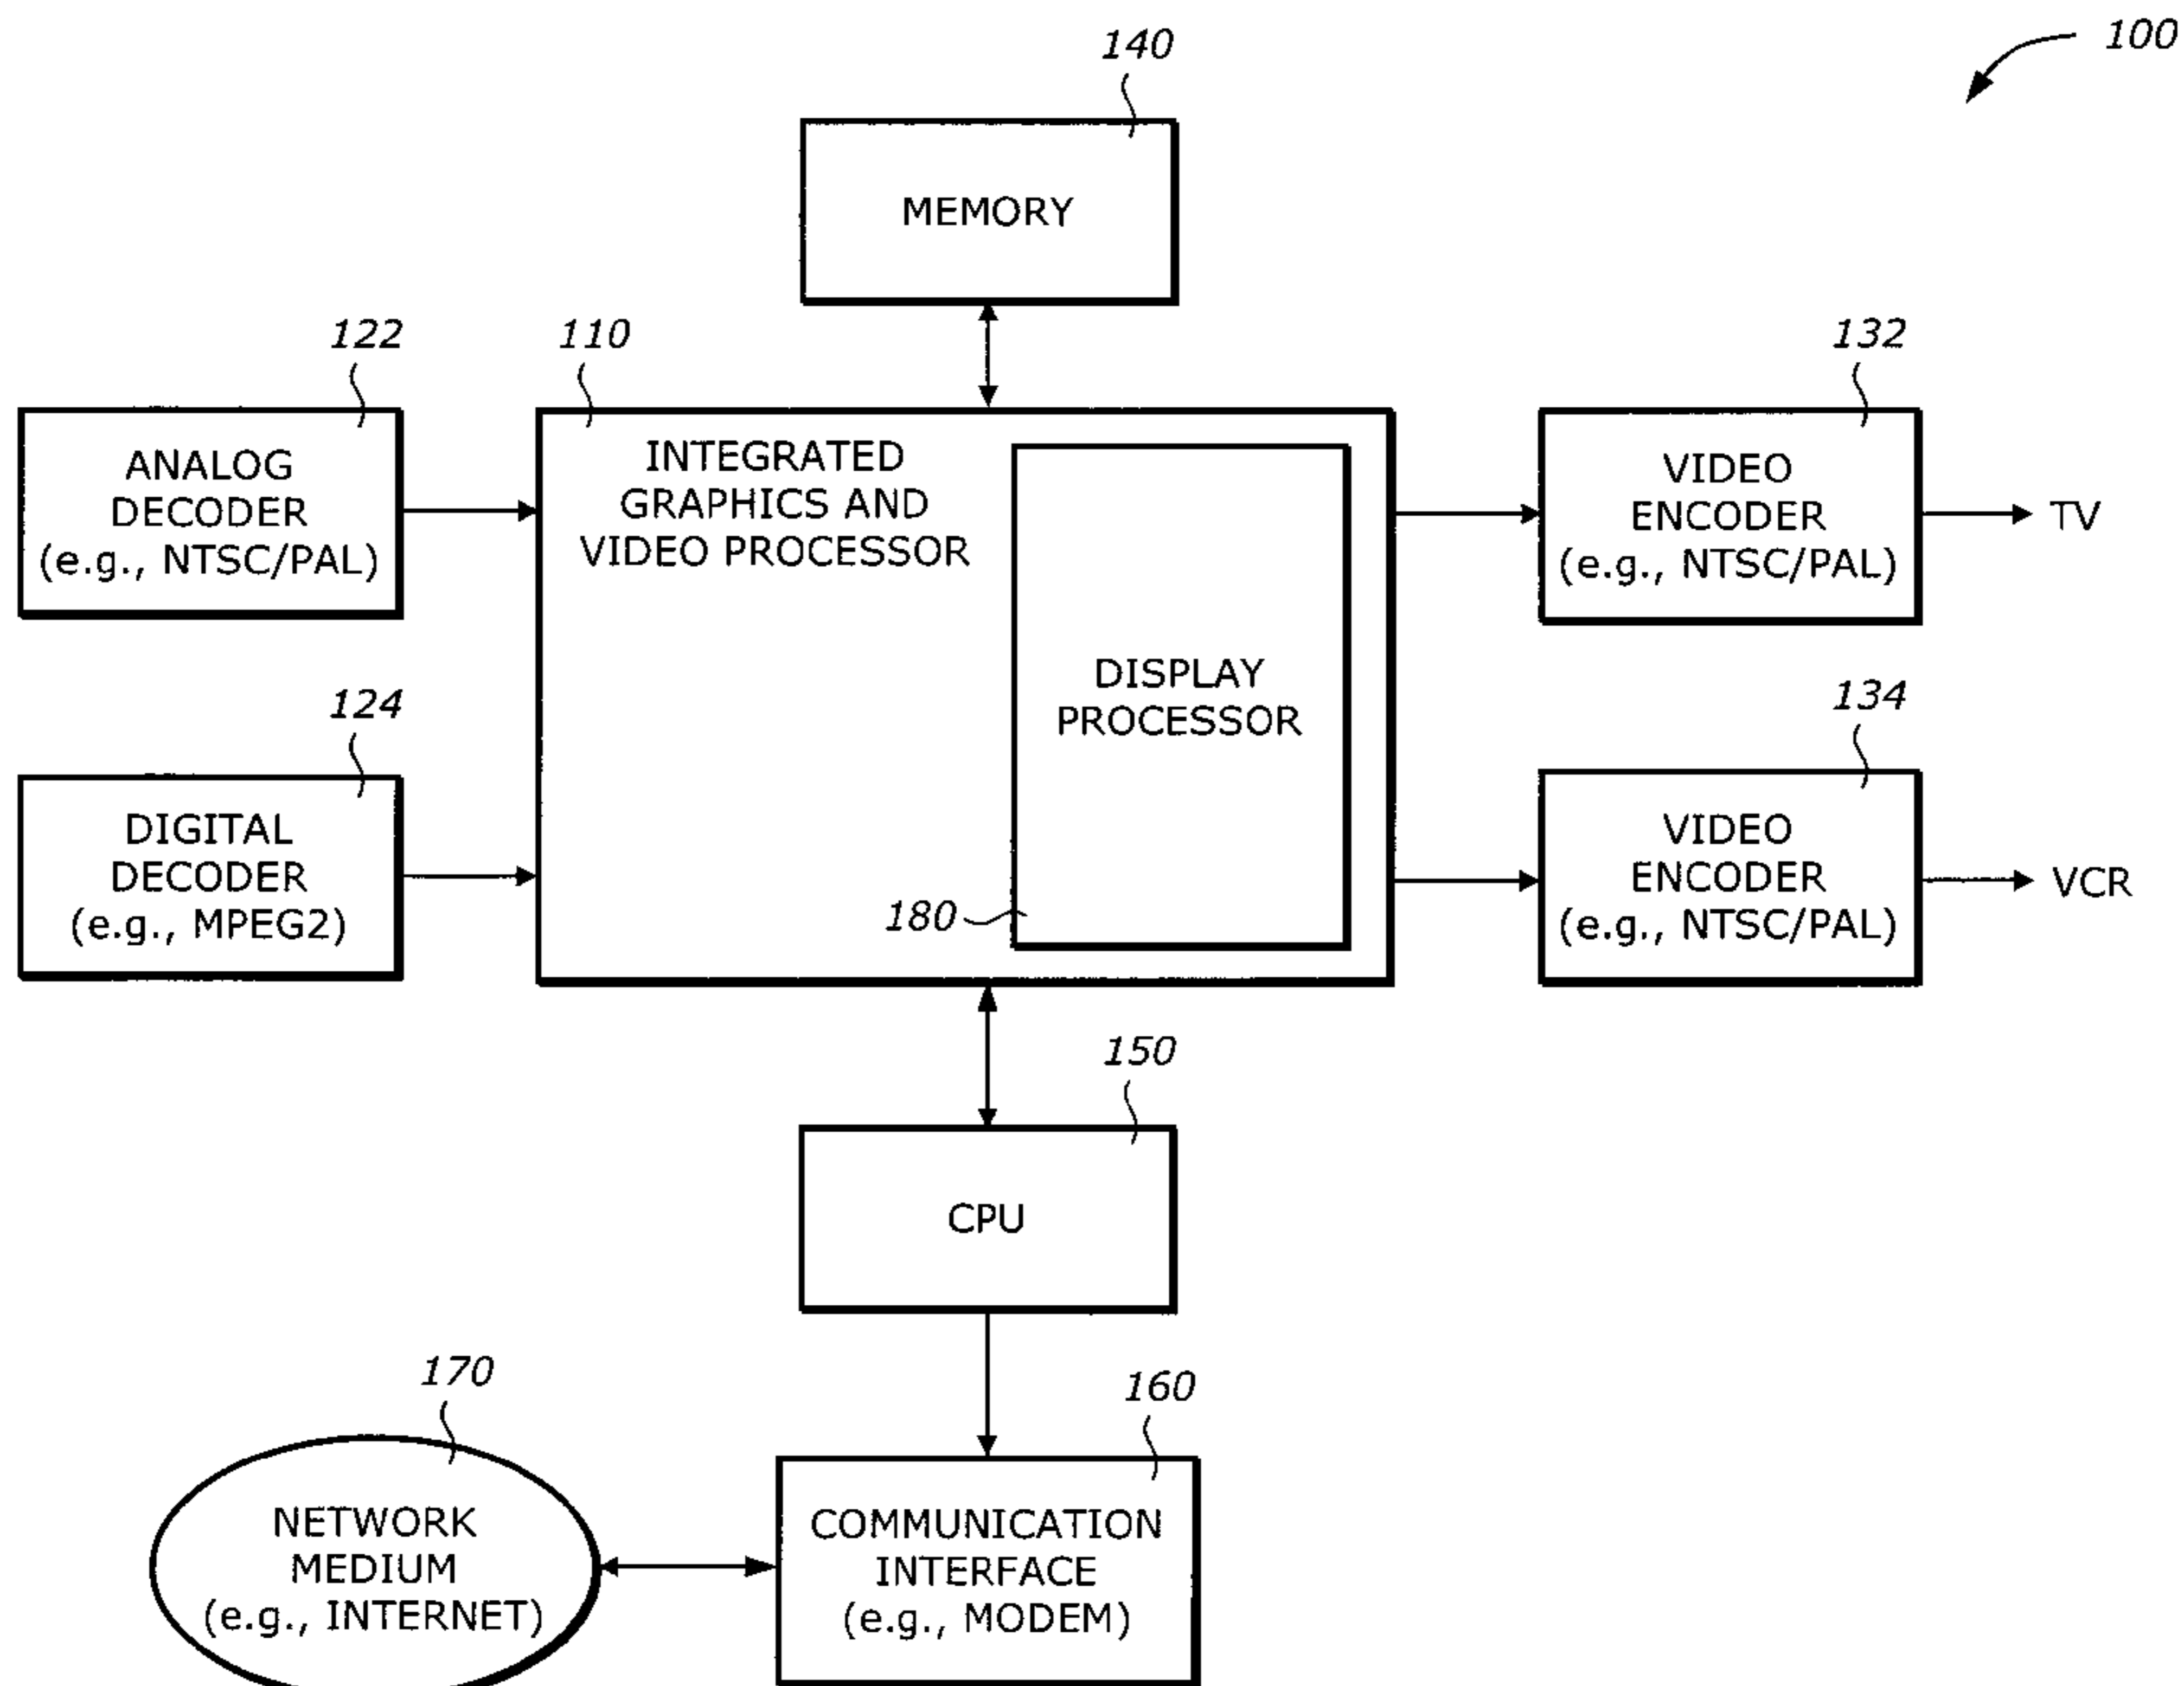 100
140
MEMORY
122
110
132
ANALOG
DECODER
(e.g., NTSC/PAL)
INTEGRATED
GRAPHICS AND
VIDEO PROCESSOR
VIDEO
ENCODER
(e.g., NTSC/PAL)
TV
DISPLAY
PROCESSOR
124
134
DIGITAL
DECODER
(e.g., MPEG2)
180
VIDEO
ENCODER
(e.g., NTSC/PAL)
VCR
150
CPU
170
160
NETWORK
MEDIUM
(e.g., INTERNET)
COMMUNICATION
INTERFACE
(e.g., MODEM)